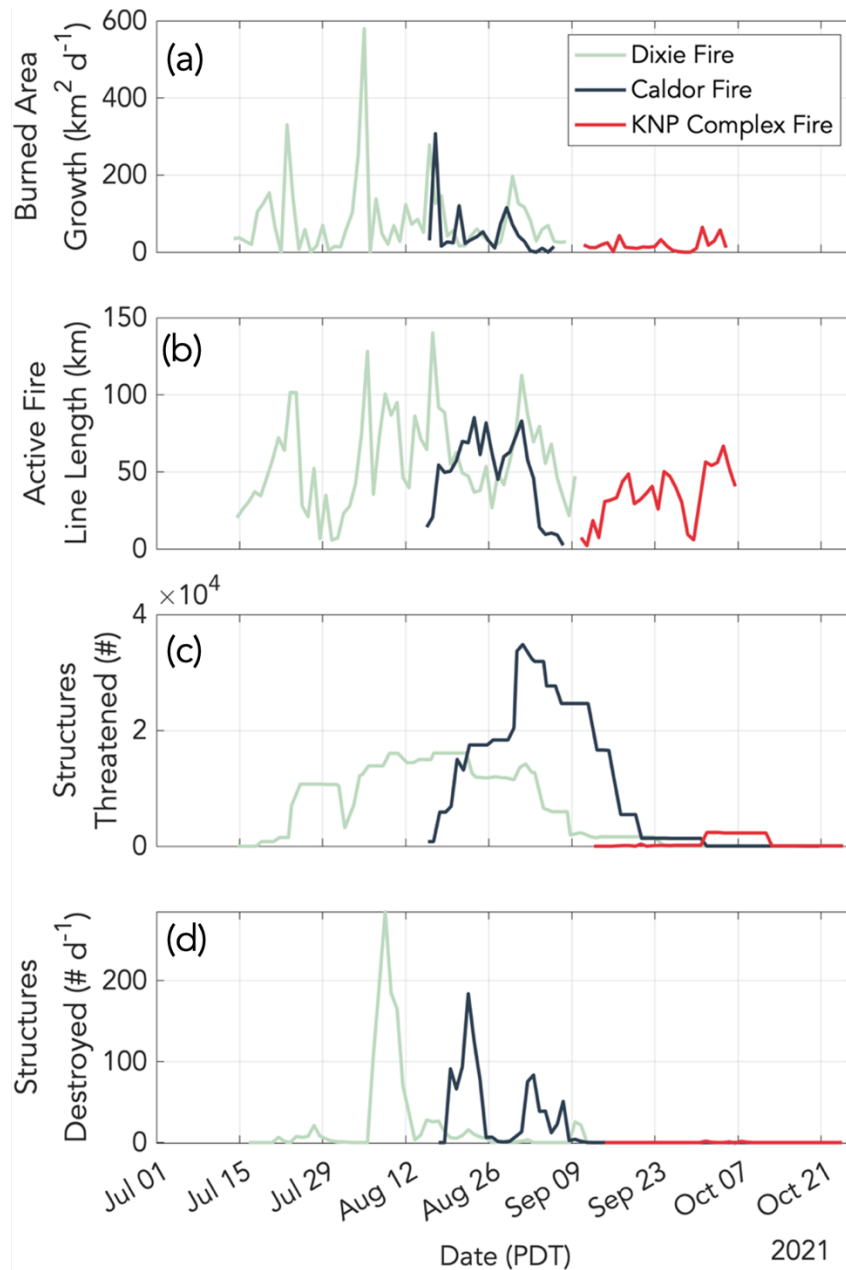 (a)
Burned Area
Growth (km² d⁻¹)
600
400
200
0
Dixie Fire
Caldor Fire
KNP Complex Fire
(b)
Active Fire
Line Length (km)
150
100
50
0
(c)
Structures
Threatened (#)
×10⁴
4
2
0
(d)
Structures
Destroyed (# d⁻¹)
200
100
0
Jul 01
Jul 15
Jul 29
Aug 12
Aug 26
Sep 09
Sep 23
Oct 07
Oct 21
Date (PDT)
2021